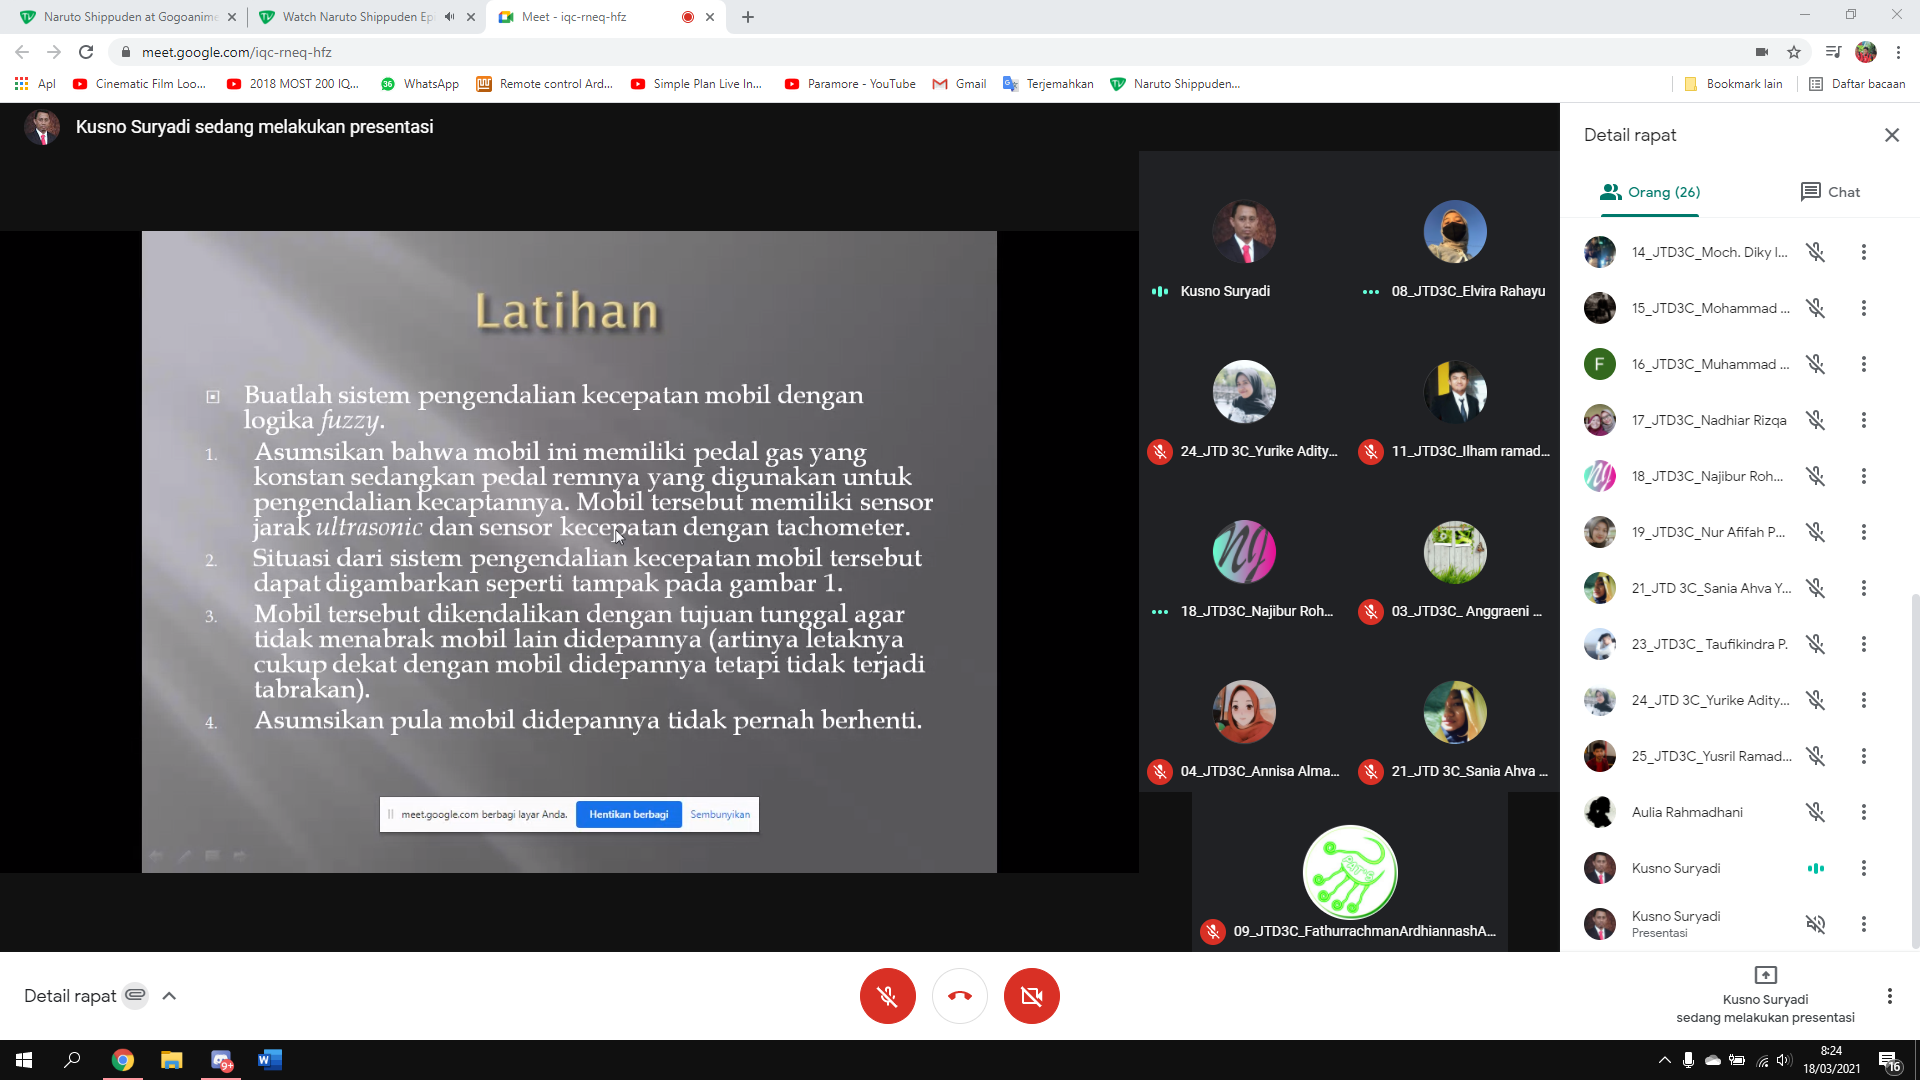 Naruto Shippuden at Gogoanime
Watch Naruto Shippuden Ep
Meet - iqc-rneq-hfz
meet.google.com/iqc-rneq-hfz
Apl
Cinematic Film Loo...
2018 MOST 200 IQ...
WhatsApp
Remote control Ard...
Simple Plan Live In...
Paramore - YouTube
Gmail
Terjemahkan
Naruto Shippuden...
Bookmark lain
Daftar bacaan
Kusno Suryadi sedang melakukan presentasi
Latihan
Buatlah sistem pengendalian kecepatan mobil dengan
logika fuzzy.
1. Asumsikan bahwa mobil ini memiliki pedal gas yang
konstan sedangkan pedal remnya yang digunakan untuk
pengendalian kecaptannya. Mobil tersebut memiliki sensor
jarak ultrasonic dan sensor kecepatan dengan tachometer.
2. Situasi dari sistem pengendalian kecepatan mobil tersebut
dapat digambarkan seperti tampak pada gambar 1.
3. Mobil tersebut dikendalikan dengan tujuan tunggal agar
tidak menabrak mobil lain didepannya (artinya letaknya
cukup dekat dengan mobil didepannya tetapi tidak terjadi
tabrakan).
4. Asumsikan pula mobil didepannya tidak pernah berhenti.
meet.google.com berbagi layar Anda.
Hentikan berbagi
Sembunyikan
Kusno Suryadi
08_JTD3C_Elvira Rahayu
24_JTD 3C_Yurike Adity...
11_JTD3C_Ilham ramad...
18_JTD3C_Najibur Roh...
03_JTD3C_ Anggraeni ...
04_JTD3C_Annisa Alma...
21_JTD 3C_Sania Ahva ...
09_JTD3C_FathurrachmanArdhiannashA...
Detail rapat
Orang (26)
Chat
14_JTD3C_Moch. Diky I...
15_JTD3C_Mohammad ...
F
16_JTD3C_Muhammad ...
17_JTD3C_Nadhiar Rizqa
18_JTD3C_Najibur Roh...
19_JTD3C_Nur Afifah P...
21_JTD 3C_Sania Ahva Y...
23_JTD3C_ Taufikindra P.
24_JTD 3C_Yurike Adity...
25_JTD3C_Yusril Ramad...
Aulia Rahmadhani
Kusno Suryadi
Kusno Suryadi
Presentasi
Detail rapat
Kusno Suryadi
sedang melakukan presentasi
9+
8:24
18/03/2021
16